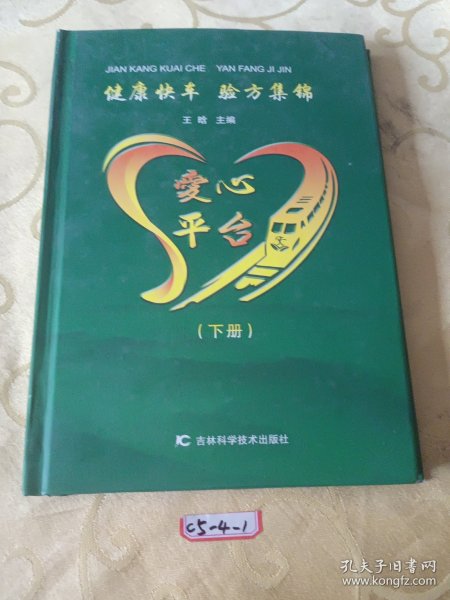 JIAN KANG KUAI CHE YAN FANG JI JIN
健康快车 验方集锦
王晗 主编
爱心
平台
(下册)
JC 吉林科学技术出版社
C5-4-1
孔夫子旧书网
www.kongfz.com